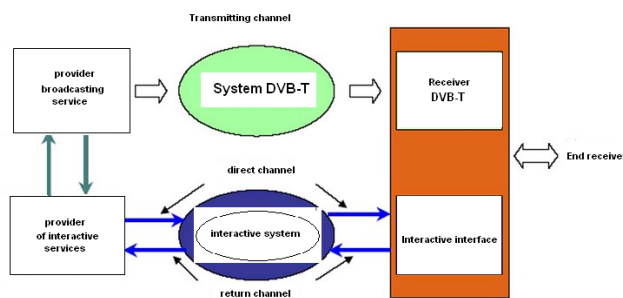 Transmitting channel
provider
broadcasting
service
System DVB-T
Receiver
DVB-T
End receive
direct channel
provider
of interactive
services
interactive system
Interactive interface
return channel